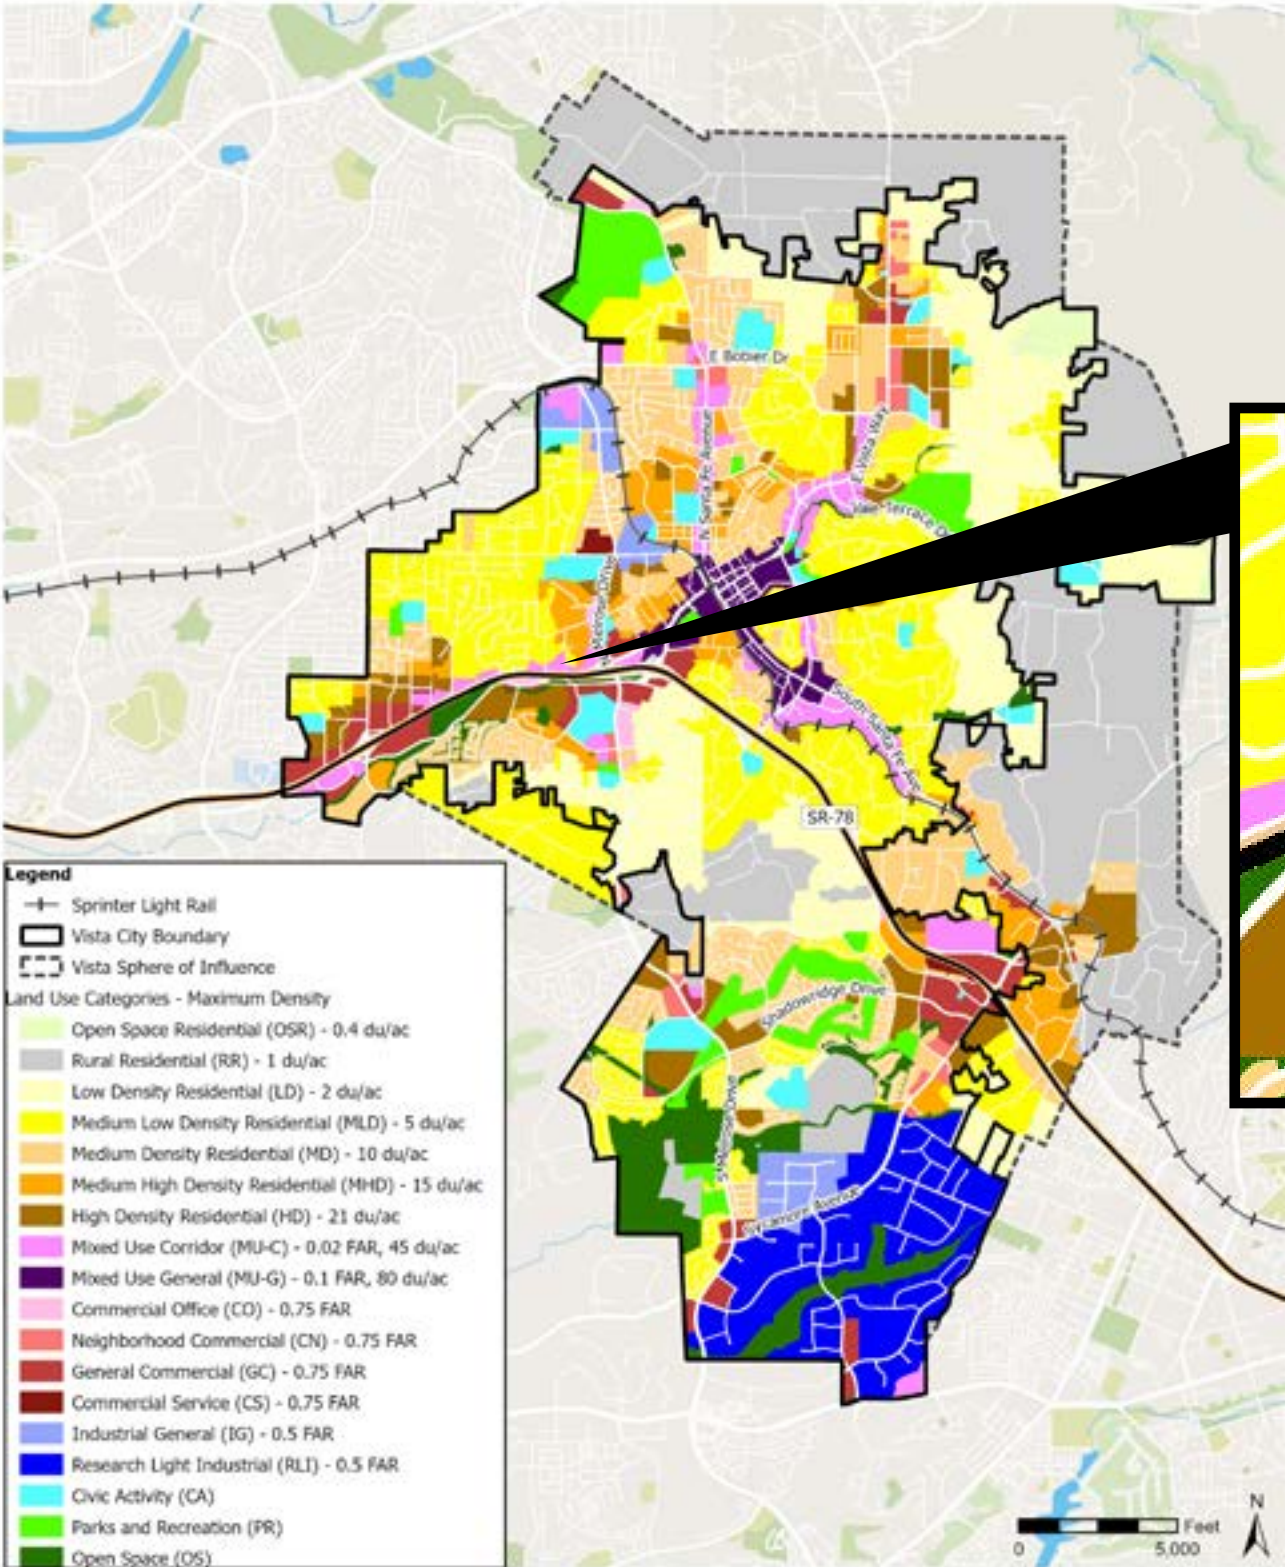 E Bobier Dr
N Santa Fe Avenue
E Vista Way
Vale Terrace D
N Melrose Drive
South Santa Fe Ave
SR-78
Shadowridge Drive
S Melrose Drive
Sycamore Avenue
Legend
Sprinter Light Rail
Vista City Boundary
Vista Sphere of Influence
Land Use Categories - Maximum Density
Open Space Residential (OSR) - 0.4 du/ac
Rural Residential (RR) - 1 du/ac
Low Density Residential (LD) - 2 du/ac
Medium Low Density Residential (MLD) - 5 du/ac
Medium Density Residential (MD) - 10 du/ac
Medium High Density Residential (MHD) - 15 du/ac
High Density Residential (HD) - 21 du/ac
Mixed Use Corridor (MU-C) - 0.02 FAR, 45 du/ac
Mixed Use General (MU-G) - 0.1 FAR, 80 du/ac
Commercial Office (CO) - 0.75 FAR
Neighborhood Commercial (CN) - 0.75 FAR
General Commercial (GC) - 0.75 FAR
Commercial Service (CS) - 0.75 FAR
Industrial General (IG) - 0.5 FAR
Research Light Industrial (RLI) - 0.5 FAR
Civic Activity (CA)
Parks and Recreation (PR)
Open Space (OS)
N
Feet
0 5,000